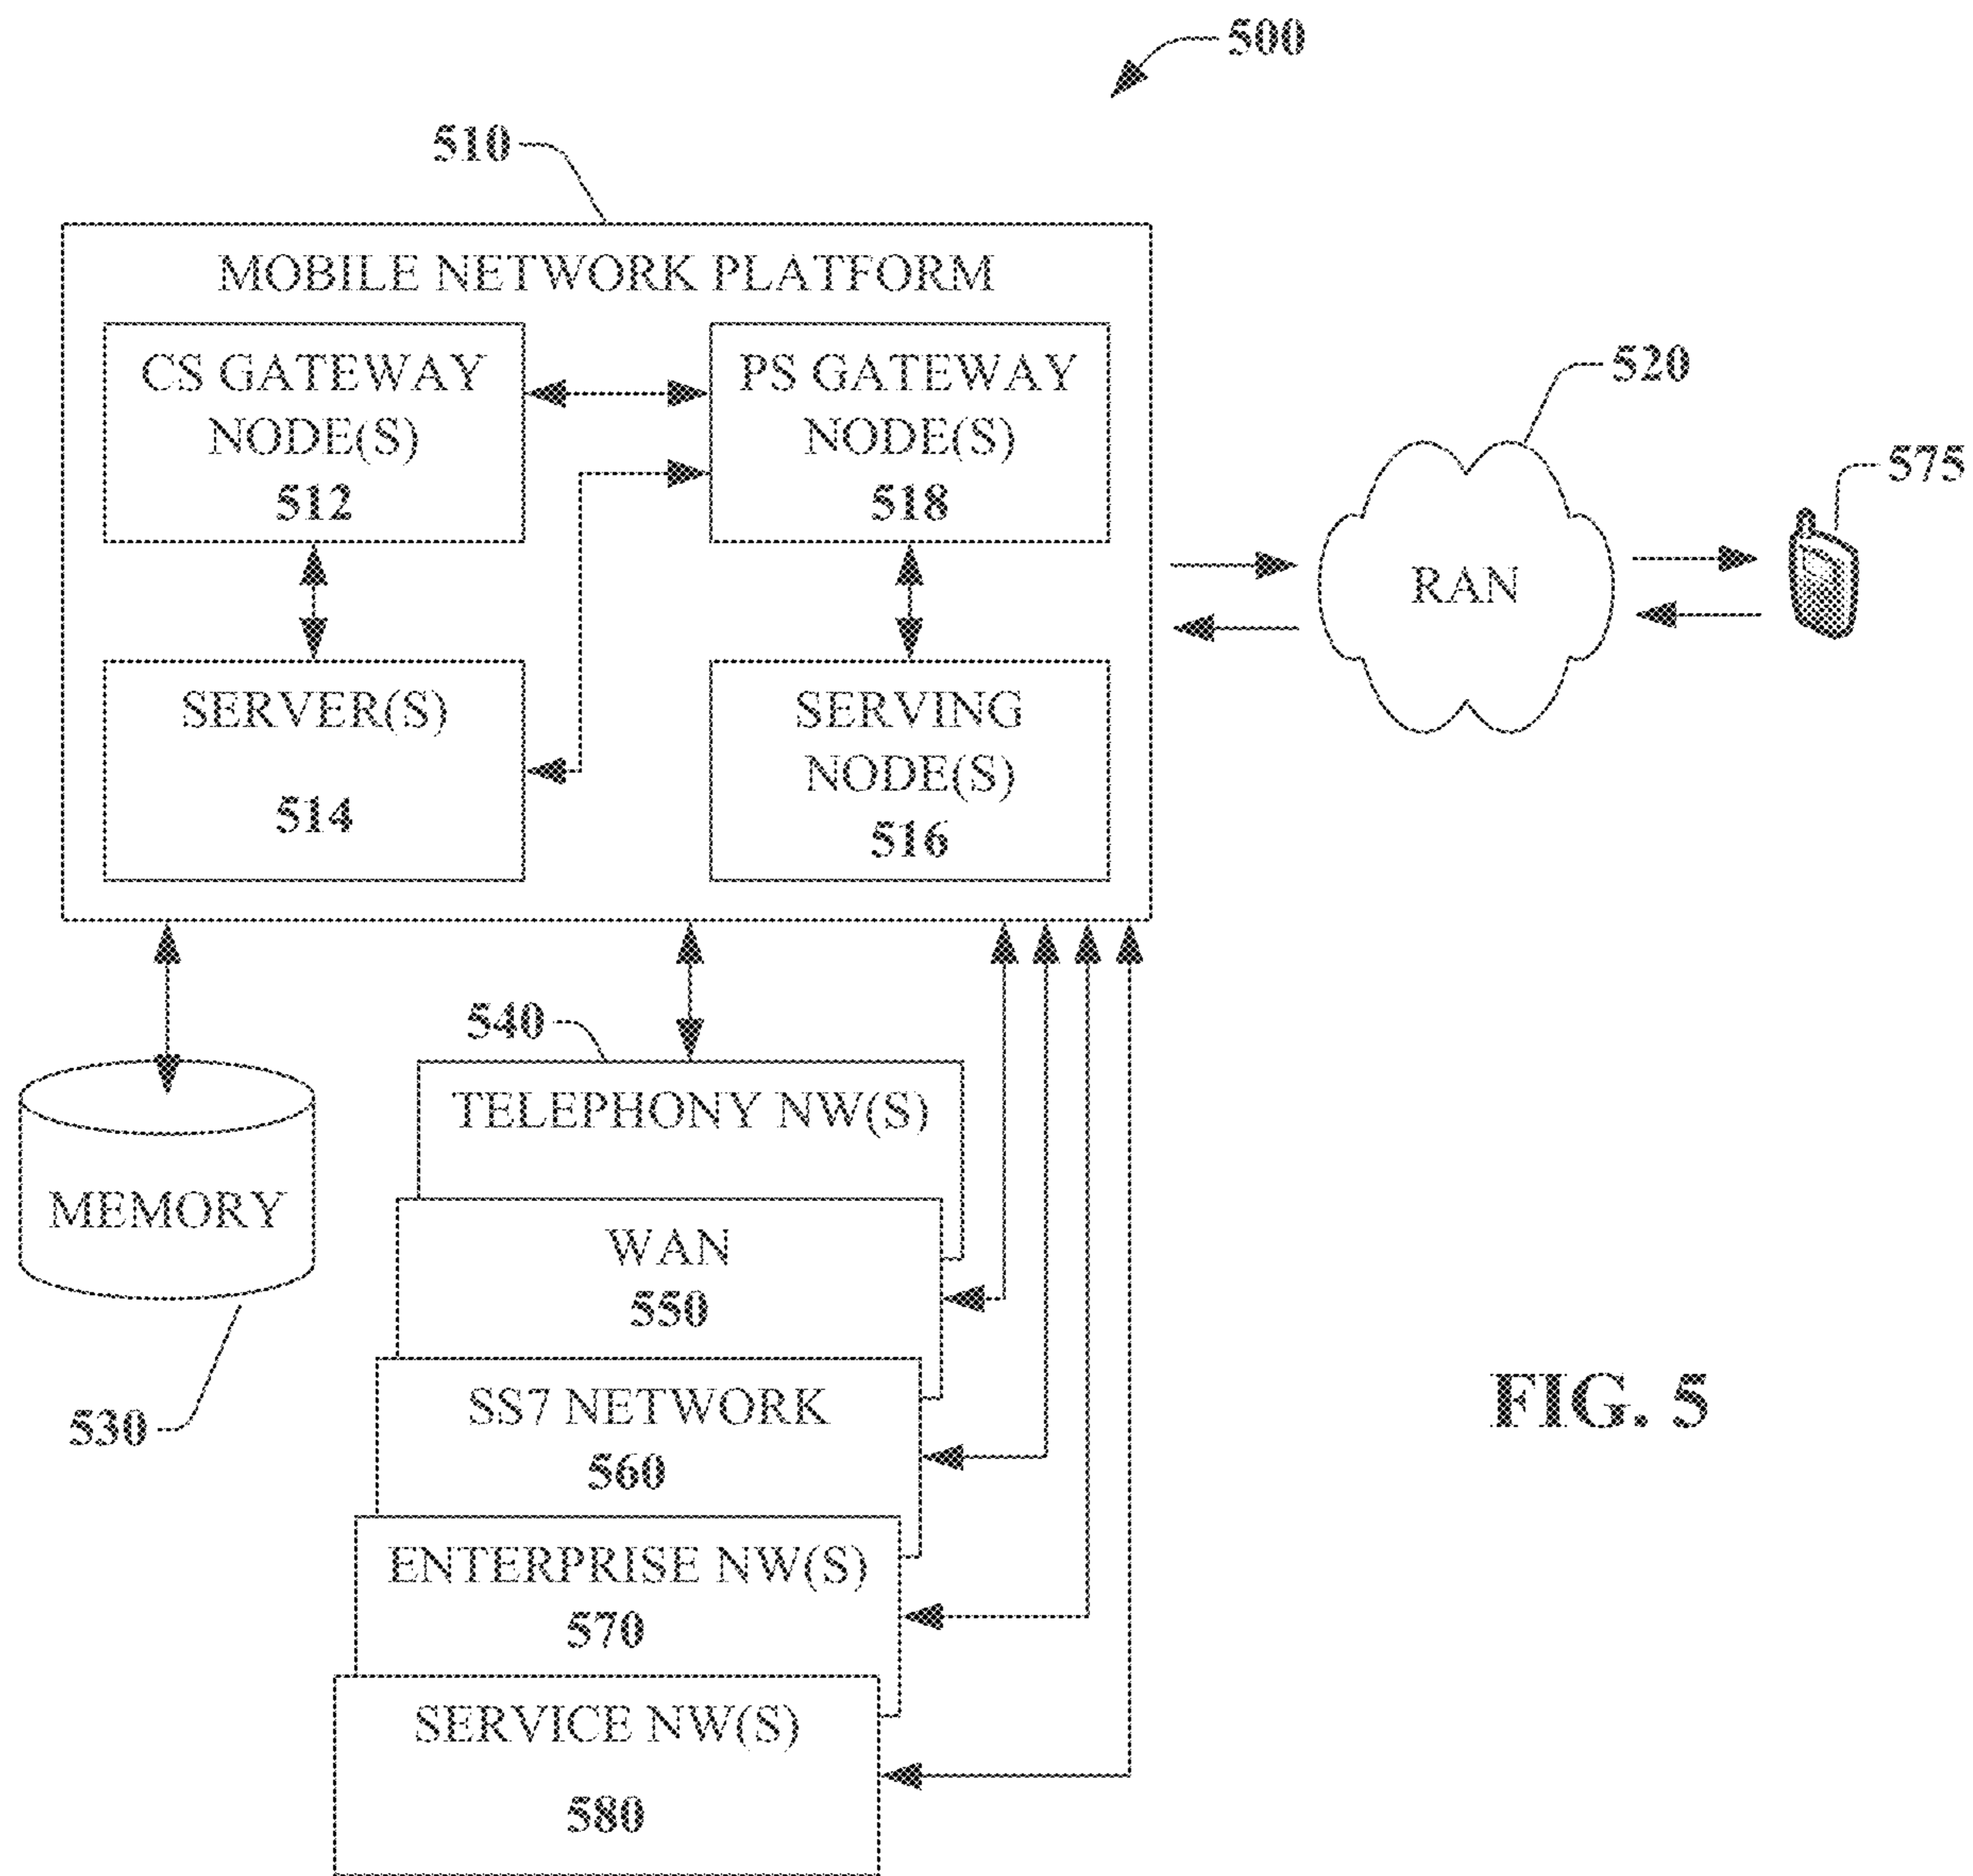 500
510
MOBILE NETWORK PLATFORM
CS GATEWAY
NODE(S)
512
PS GATEWAY
NODE(S)
518
SERVER(S)
514
SERVING
NODE(S)
516
520
RAN
575
540
TELEPHONY NW(S)
MEMORY
530
WAN
550
SS7 NETWORK
560
ENTERPRISE NW(S)
570
SERVICE NW(S)
580
FIG. 5